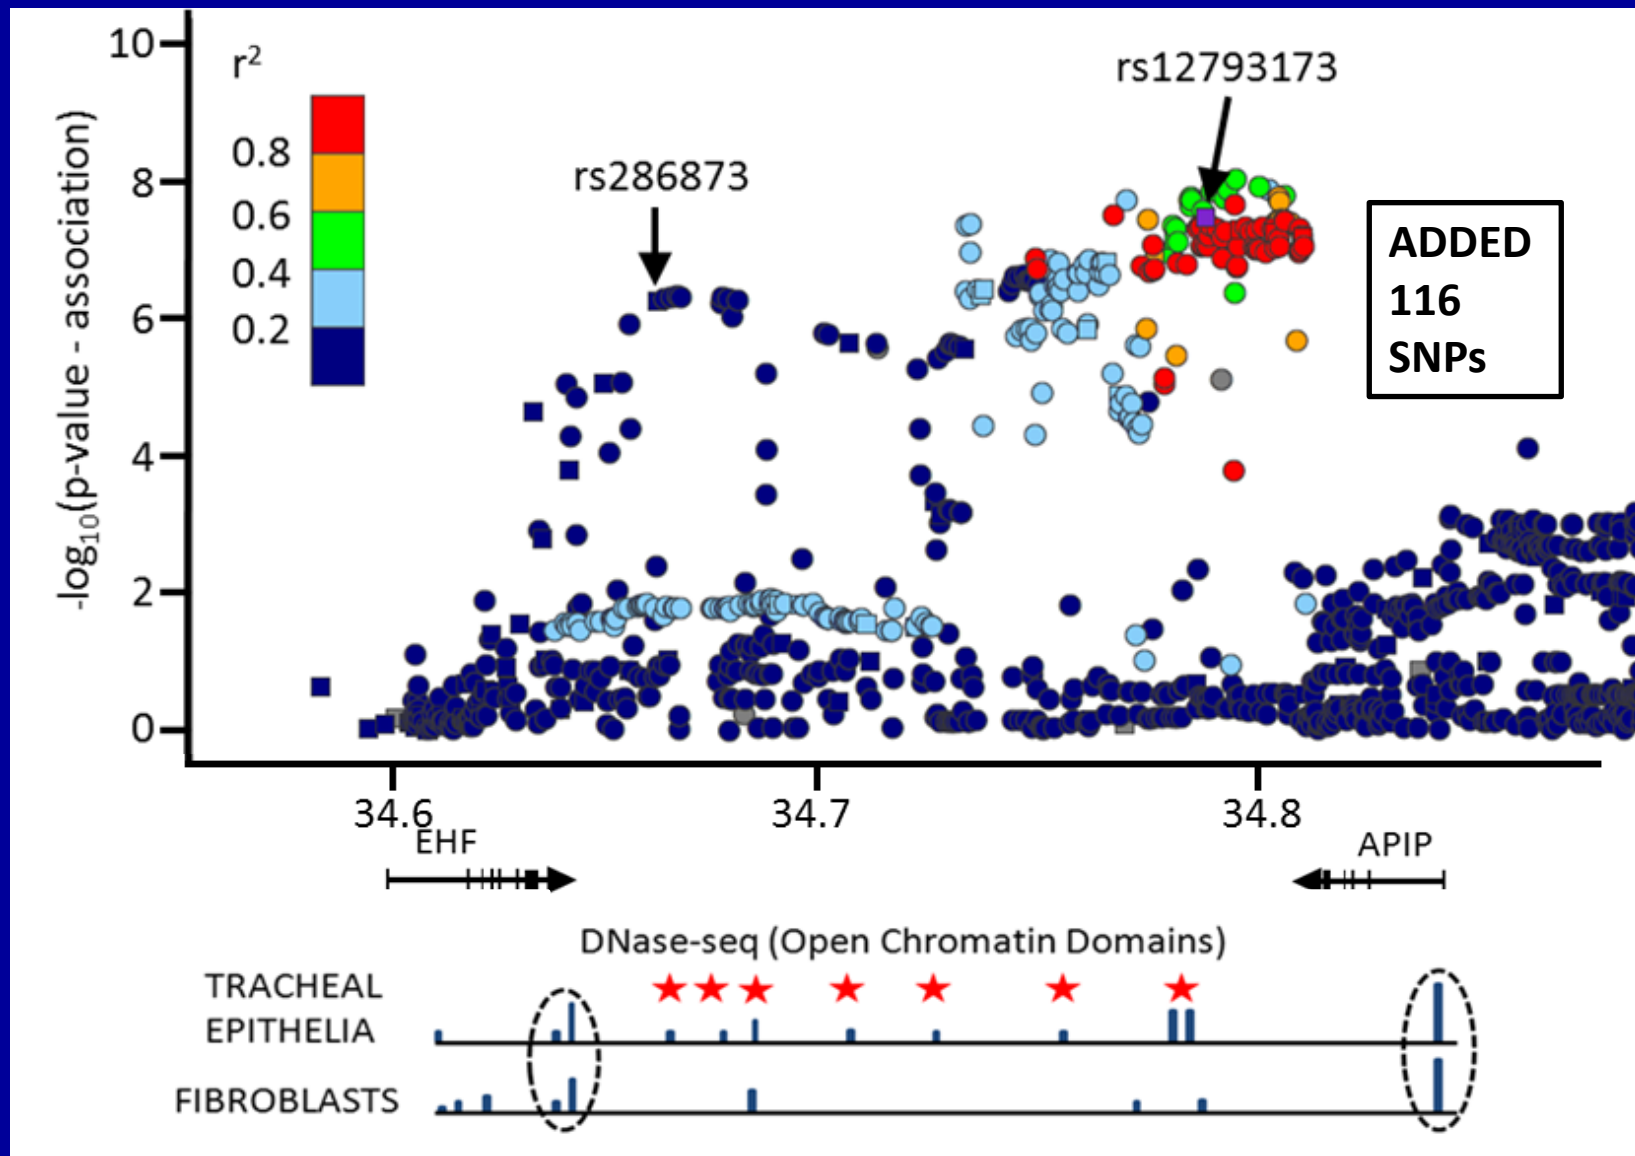 10
8
6
4
2
0
-log10(p-value - association)
r2
0.8
0.6
0.4
0.2
rs286873
rs12793173
ADDED
116
SNPs
34.6
34.7
34.8
EHF
APIP
DNase-seq (Open Chromatin Domains)
TRACHEAL
EPITHELIA
FIBROBLASTS